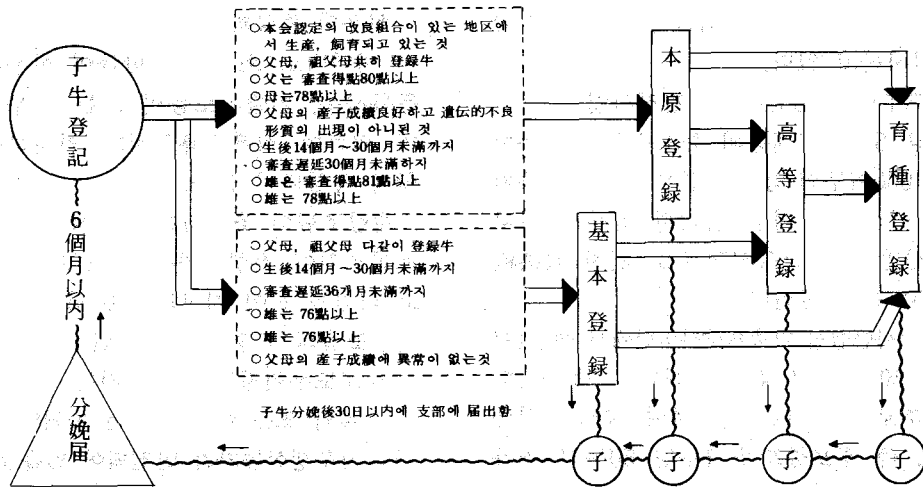 子牛登記
6個月以内
分娩届
○本会認定의 改良組合이 있는 地区에
서 生産, 飼育되고 있는 것
○父母, 祖父母共히 登録牛
○父는 審査得點80點以上
○母는78點以上
○父母의 産子成績良好하고 遺伝的不良
形質의 出現이 아니된 것
○生後14個月～30個月未滿까지
○審査遅延30個月未滿하지
○雄은 審査得點81點以上
○雄는 78點以上
○父母, 祖父母 다같이 登録牛
○生後14個月～30個月未滿까지
○審査遅延36개月未滿까지
○雄는 76點以上
○雄는 76點以上
○父母의 産子成績에 異常이 없는것
子牛分娩後30日以内에 支部에 届出함
基本登録
本原登録
高等登録
育種登録
子
子
子
子